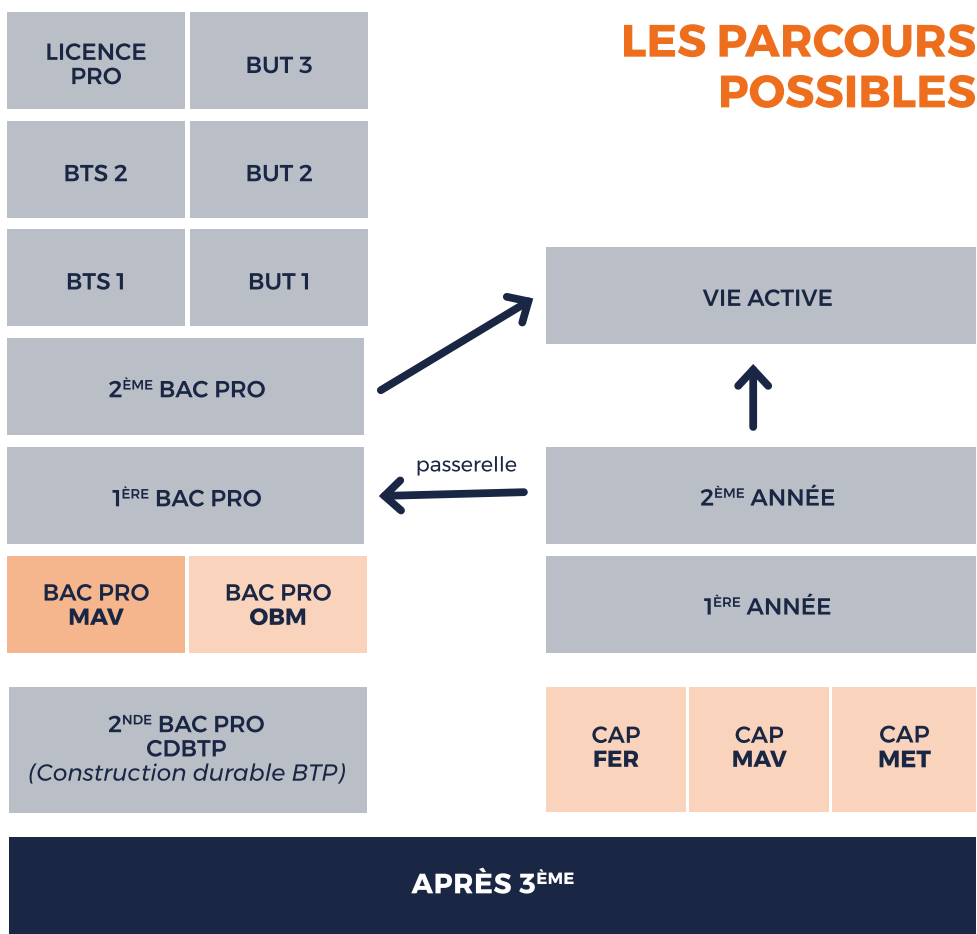 LES PARCOURS
POSSIBLES
LICENCE
PRO
BUT 3
BTS 2
BUT 2
BTS 1
BUT 1
VIE ACTIVE
2ÈME BAC PRO
passerelle
1ÈRE BAC PRO
2ÈME ANNÉE
BAC PRO
MAV
BAC PRO
OBM
1ÈRE ANNÉE
2NDE BAC PRO
CDBTP
(Construction durable BTP)
CAP
FER
CAP
MAV
CAP
MET
APRÈS 3ÈME